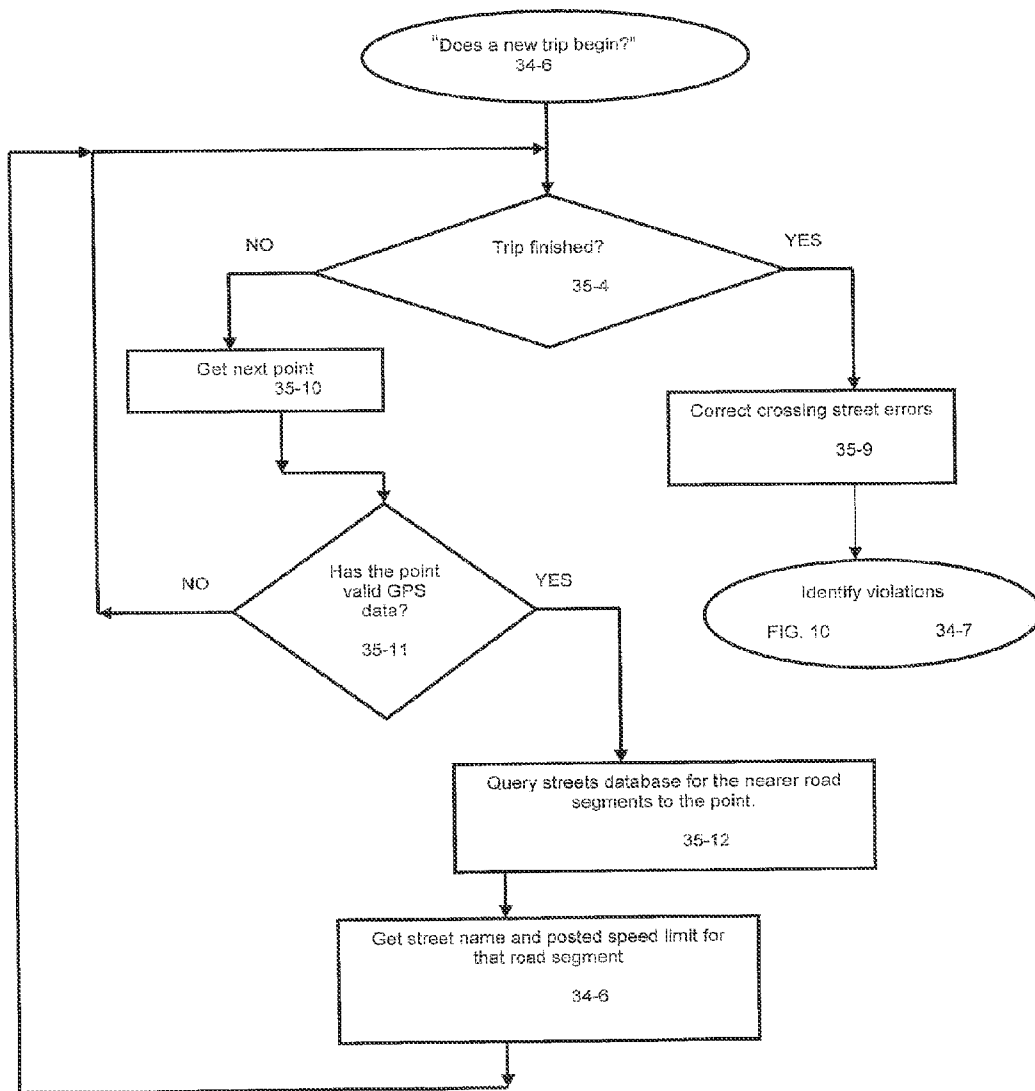 "Does a new trip begin?"
34-6
NO
YES
Trip finished?
35-4
Get next point
35-10
Correct crossing street errors
35-9
NO
Has the point
valid GPS
data?
35-11
YES
Identify violations
FIG. 10 34-7
Query streets database for the nearer road
segments to the point.
35-12
Get street name and posted speed limit for
that road segment
34-6